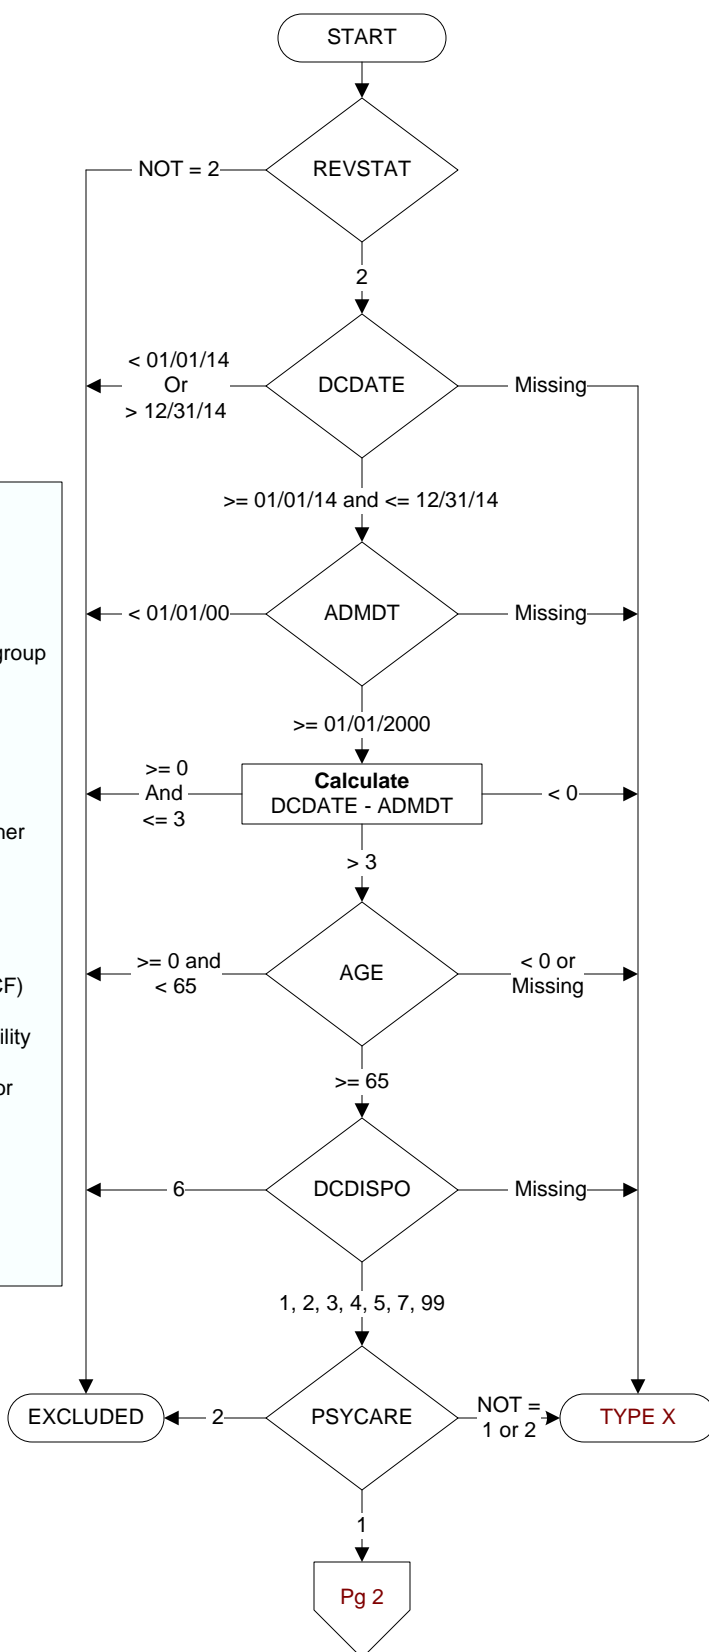 START
NOT = 2
REVSTAT
2
< 01/01/14
Or
> 12/31/14
DCDATE
Missing
>= 01/01/14 and <= 12/31/14
< 01/01/00
ADMDT
Missing
group
>= 01/01/2000
>= 0
And
<= 3
Calculate
DCDATE - ADMDT
< 0
> 3
>= 0 and
< 65
AGE
< 0 or
Missing
ility
or
>= 65
6
DCDISPO
Missing
1, 2, 3, 4, 5, 7, 99
EXCLUDED
2
PSYCARE
NOT =
1 or 2
TYPE X
1
Pg 2